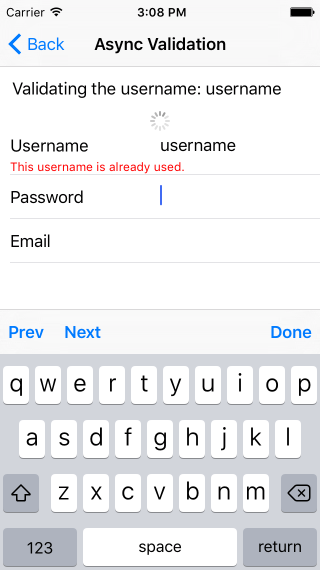 Carrier 3:08 PM
Back Async Validation
Validating the username: username
Username username
This username is already used.
Password
Email
Prev Next Done
q w e r t y u i o p
a s d f g h j k l
z x c v b n m
123 space return